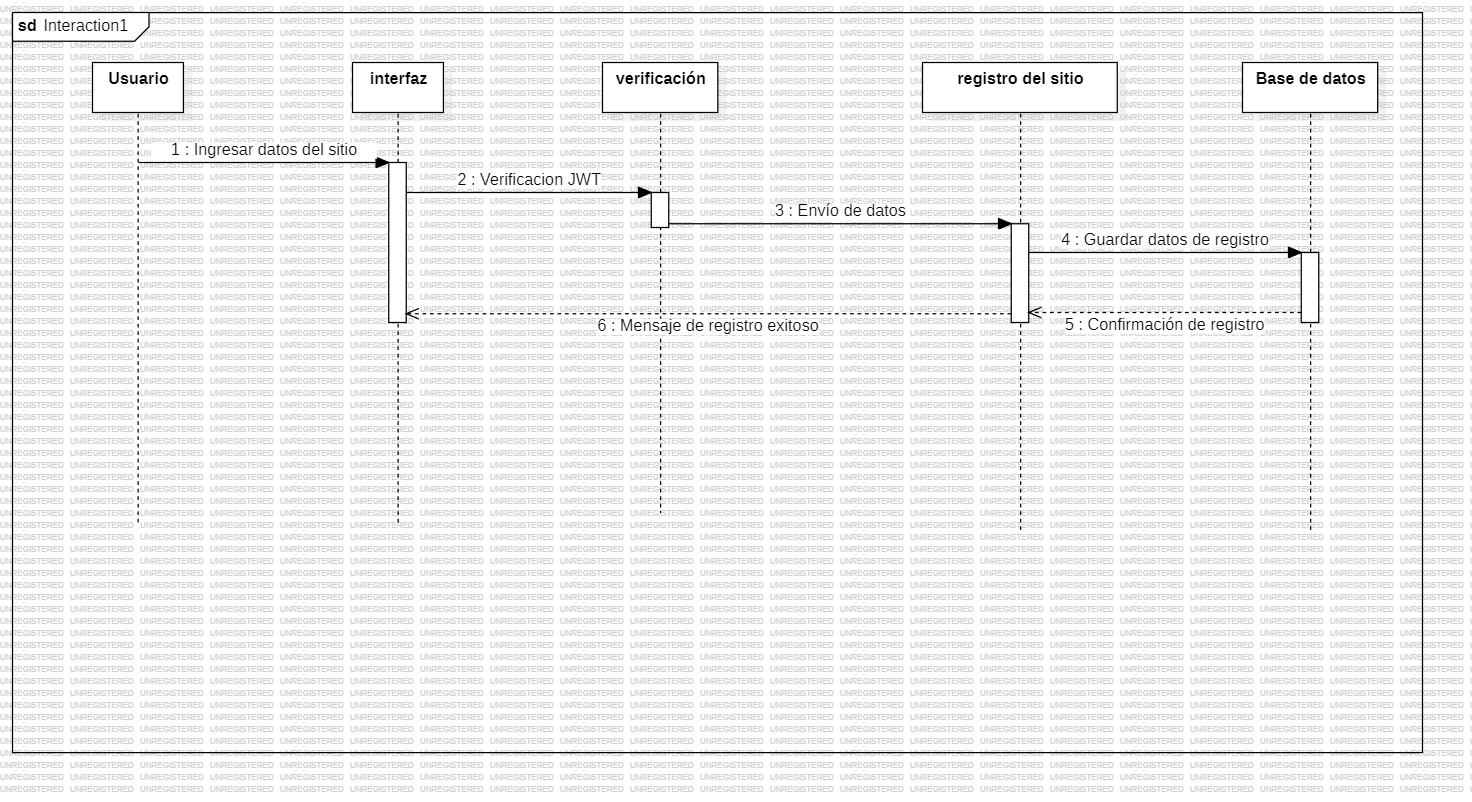 sd Interaction1
Usuario
interfaz
verificación
registro del sitio
Base de datos
1 : Ingresar datos del sitio
2 : Verificacion JWT
3 : Envío de datos
4 : Guardar datos de registro
5 : Confirmación de registro
6 : Mensaje de registro exitoso
UNREGISTERED